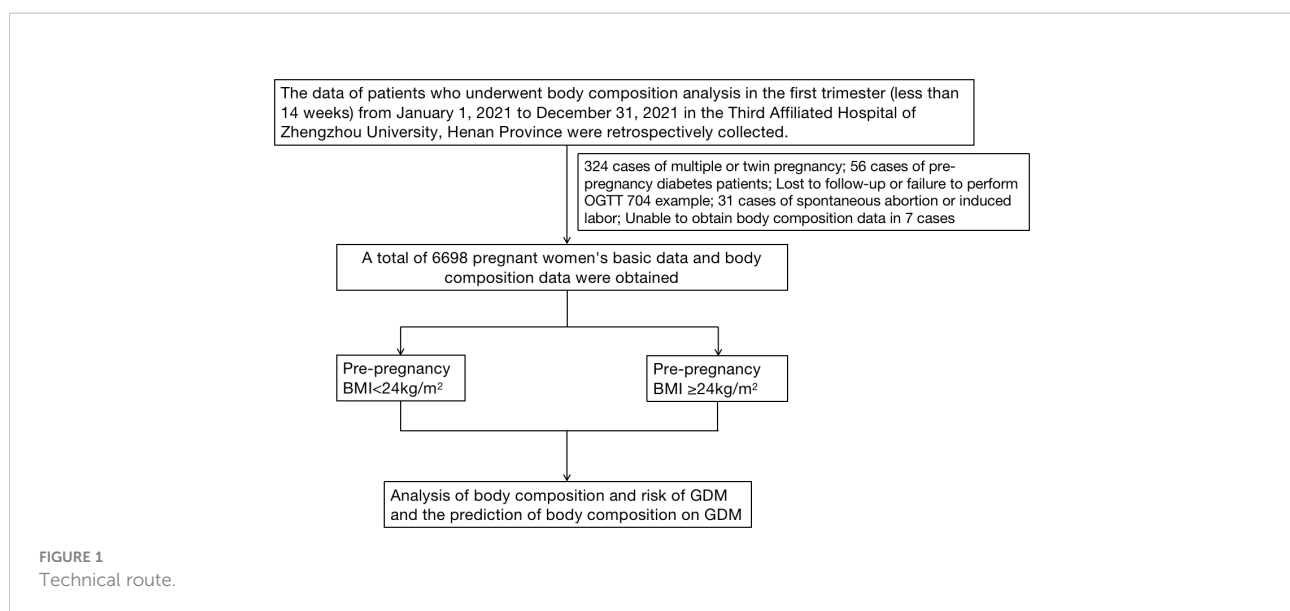 The data of patients who underwent body composition analysis in the first trimester (less than
14 weeks) from January 1, 2021 to December 31, 2021 in the Third Affiliated Hospital of
Zhengzhou University, Henan Province were retrospectively collected.
324 cases of multiple or twin pregnancy; 56 cases of pre-
pregnancy diabetes patients; Lost to follow-up or failure to perform
OGTT 704 example; 31 cases of spontaneous abortion or induced
labor; Unable to obtain body composition data in 7 cases
A total of 6698 pregnant women's basic data and body
composition data were obtained
Pre-pregnancy
BMI<24kg/m²
Pre-pregnancy
BMI ≥24kg/m²
Analysis of body composition and risk of GDM
and the prediction of body composition on GDM
FIGURE 1
Technical route.